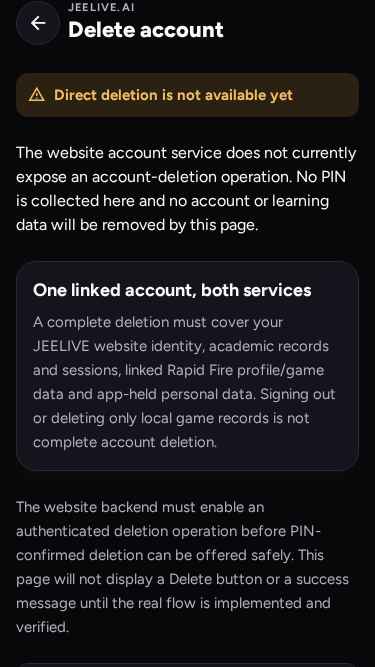 JEELIVE.AI
Delete account
Direct deletion is not available yet
The website account service does not currently
expose an account-deletion operation. No PIN
is collected here and no account or learning
data will be removed by this page.
One linked account, both services
A complete deletion must cover your
JEELIVE website identity, academic records
and sessions, linked Rapid Fire profile/game
data and app-held personal data. Signing out
or deleting only local game records is not
complete account deletion.
The website backend must enable an
authenticated deletion operation before PIN-
confirmed deletion can be offered safely. This
page will not display a Delete button or a success
message until the real flow is implemented and
verified.